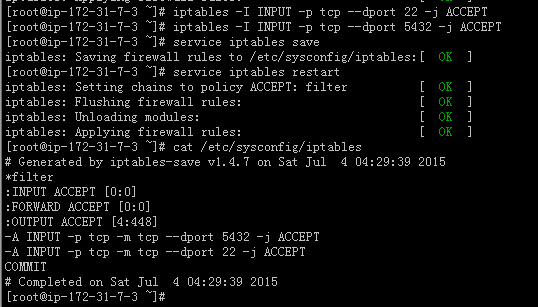 [root@ip-172-31-7-3 ]# iptables -I INPUT -p tcp --dport 22 -j ACCEPT
[root@ip-172-31-7-3 ]# iptables -I INPUT -p tcp --dport 5432 -j ACCEPT
[root@ip-172-31-7-3 ]# service iptables save
iptables: Saving firewall rules to /etc/sysconfig/iptables:[  OK  ]
[root@ip-172-31-7-3 ]# service iptables restart
iptables: Setting chains to policy ACCEPT: filter          [  OK  ]
iptables: Flushing firewall rules:                         [  OK  ]
iptables: Unloading modules:                               [  OK  ]
iptables: Applying firewall rules:                         [  OK  ]
[root@ip-172-31-7-3 ]# cat /etc/sysconfig/iptables
# Generated by iptables-save v1.4.7 on Sat Jul  4 04:29:39 2015
*filter
:INPUT ACCEPT [0:0]
:FORWARD ACCEPT [0:0]
:OUTPUT ACCEPT [4:448]
-A INPUT -p tcp -m tcp --dport 5432 -j ACCEPT
-A INPUT -p tcp -m tcp --dport 22 -j ACCEPT
COMMIT
# Completed on Sat Jul  4 04:29:39 2015
[root@ip-172-31-7-3 ]#